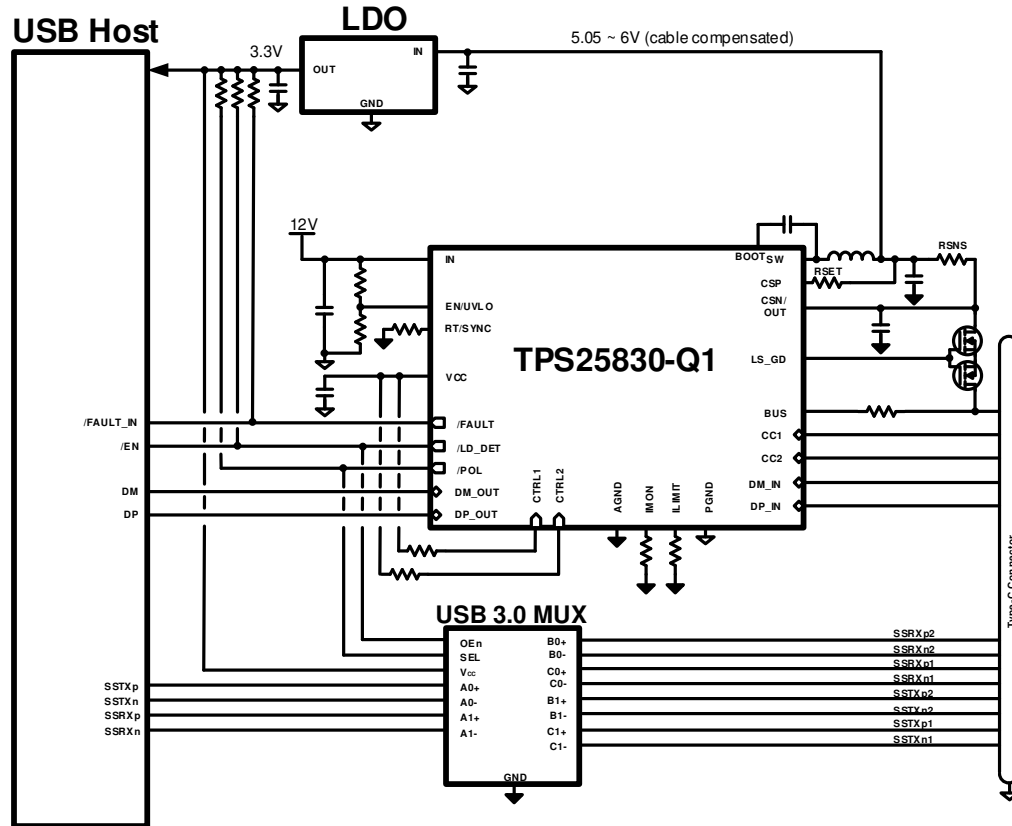 USB Host
LDO
5.05 ~ 6V (cable compensated)
3.3V
IN
OUT
GND
12V
BOOT
SW
RSNS
IN
CSP
RSET
EN/UVLO
CSN/
OUT
RT/SYNC
TPS25830-Q1
LS_GD
VCC
BUS
/FAULT_IN
/FAULT
CC1
/EN
/LD_DET
CC2
/POL
DM_IN
DM
DM_OUT
DP_IN
DP
DP_OUT
CTRL1
CTRL2
AGND
IMON
ILIMIT
PGND
Type-C Connector
USB 3.0 MUX
OEn
B0+
SSRXp2
SEL
B0-
SSRXn2
Vcc
C0+
SSRXp1
SSTXp
A0+
C0-
SSRXn1
SSTXn
A0-
B1+
SSTXp2
SSRXp
A1+
B1-
SSTXn2
SSRXn
A1-
C1+
SSTXp1
C1-
SSTXn1
GND